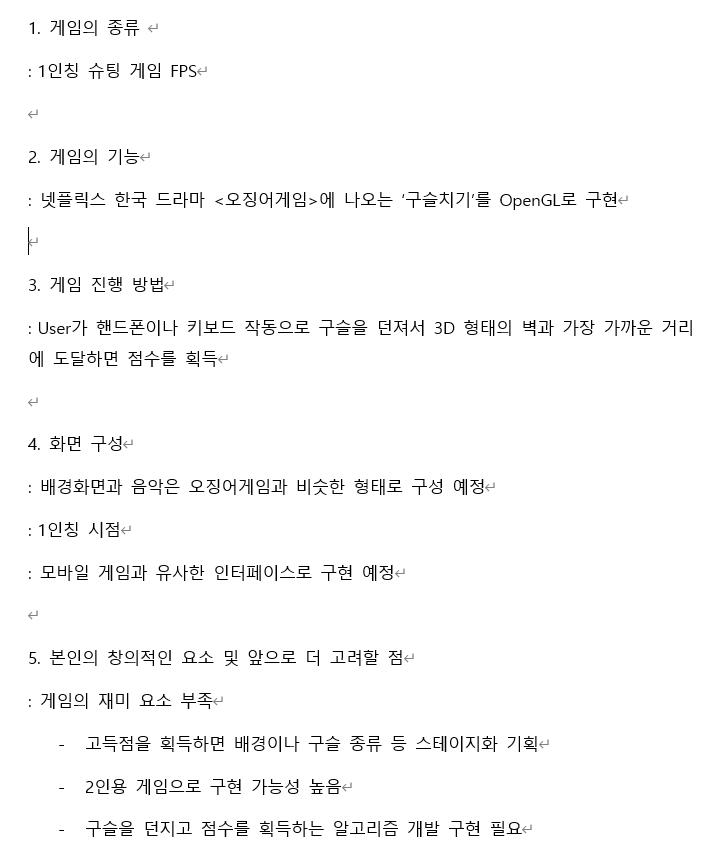 1. 게임의 종류
: 1인칭 슈팅 게임 FPS
2. 게임의 기능
: 넷플릭스 한국 드라마 <오징어게임>에 나오는 ‘구슬치기’를 OpenGL로 구현
3. 게임 진행 방법
: User가 핸드폰이나 키보드 작동으로 구슬을 던져서 3D 형태의 벽과 가장 가까운 거리
에 도달하면 점수를 획득
4. 화면 구성
: 배경화면과 음악은 오징어게임과 비슷한 형태로 구성 예정
: 1인칭 시점
: 모바일 게임과 유사한 인터페이스로 구현 예정
5. 본인의 창의적인 요소 및 앞으로 더 고려할 점
: 게임의 재미 요소 부족
- 고득점을 획득하면 배경이나 구슬 종류 등 스테이지화 기획
- 2인용 게임으로 구현 가능성 높음
- 구슬을 던지고 점수를 획득하는 알고리즘 개발 구현 필요